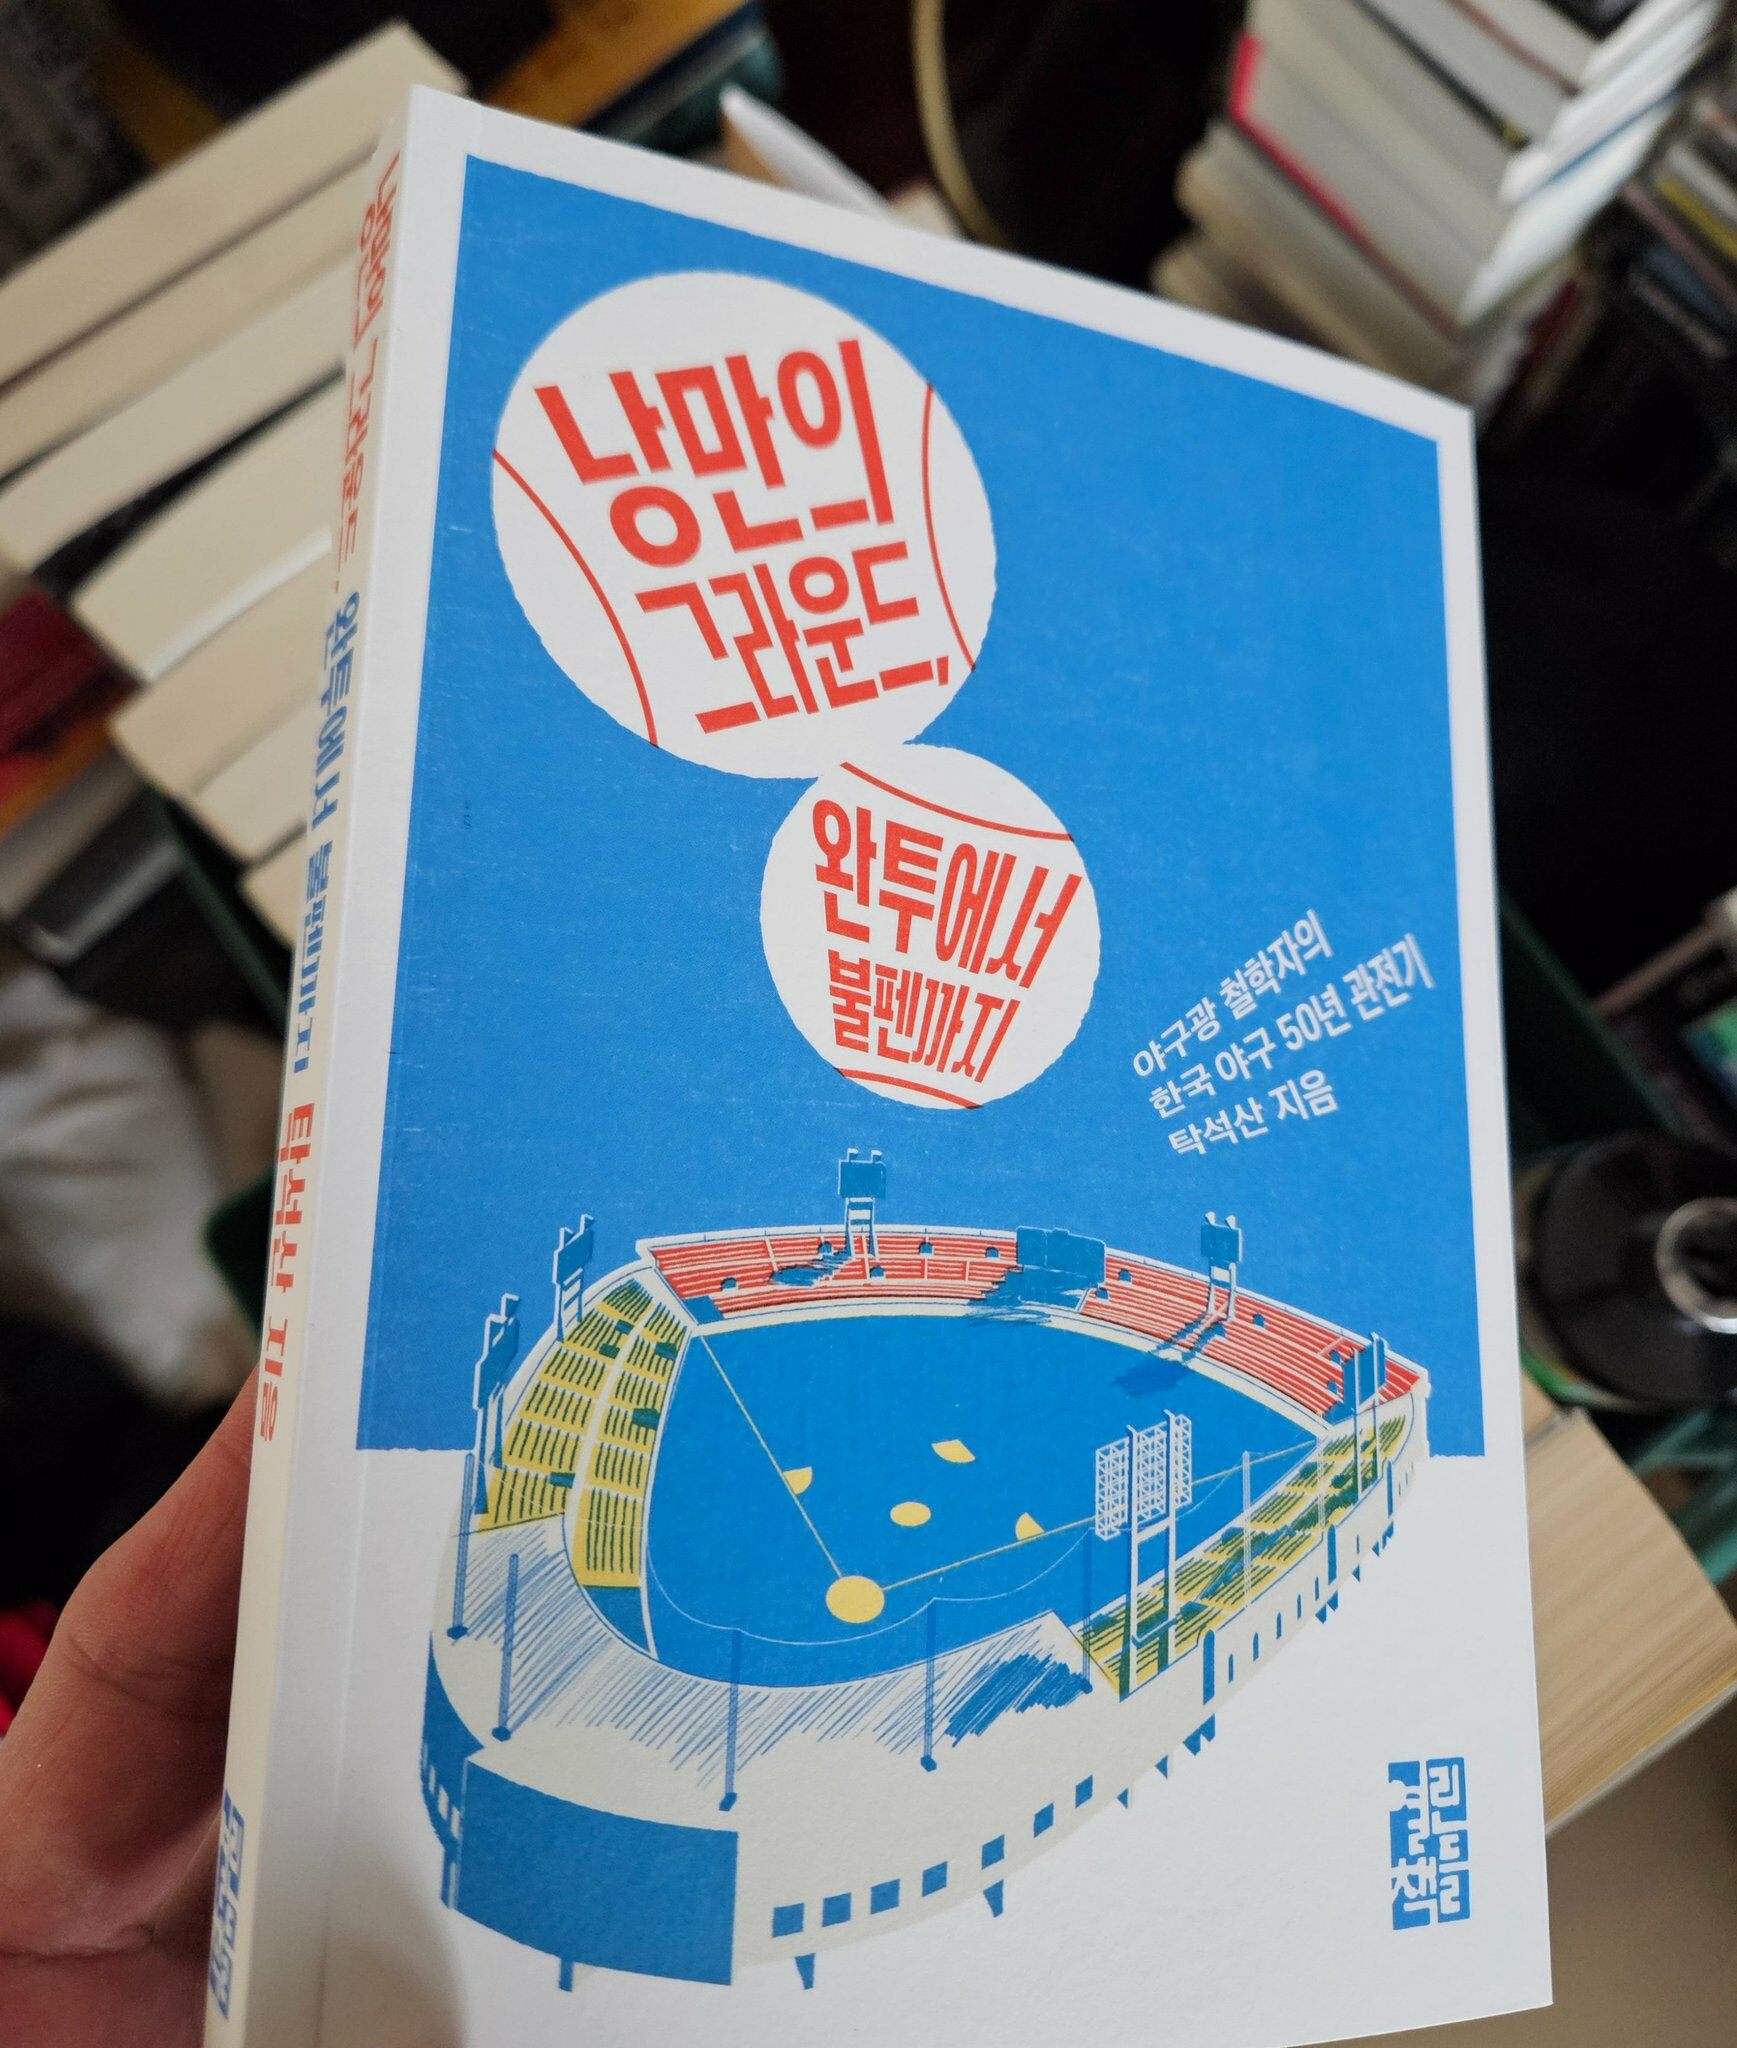 낭만의
그라운드,
완투에서
불펜까지
야구광 철학자의
한국 야구 50년 관전기
탁석산 지음
낭만의 그라운드, 완투에서 불펜까지 탁석산 지음